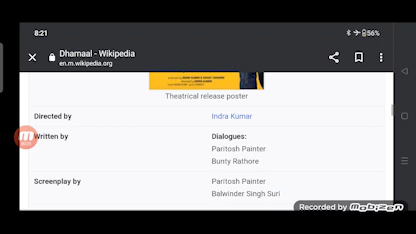 8:21
56%
Dhamaal - Wikipedia
en.m.wikipedia.org
Theatrical release poster
Directed by
Indra Kumar
Written by
Dialogues:
Paritosh Painter
Bunty Rathore
Screenplay by
Paritosh Painter
Balwinder Singh Suri
Recorded by Mobizen